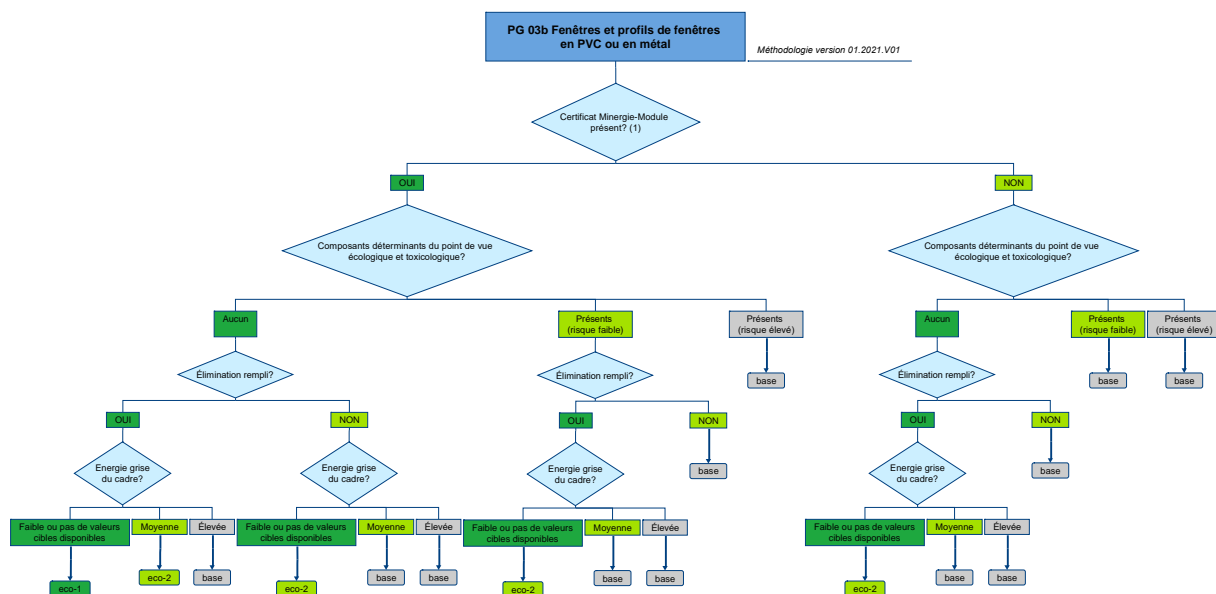 PG 03b Fenêtres et profils de fenêtres
en PVC ou en métal
Méthodologie version 01.2021.V01
Certificat Minergie-Module
présent? (1)
OUI
NON
Composants déterminants du point de vue
écologique et toxicologique?
Composants déterminants du point de vue
écologique et toxicologique?
Aucun
Présents
(risque faible)
Présents
(risque élevé)
Aucun
Présents
(risque faible)
Présents
(risque élevé)
Élimination rempli?
Élimination rempli?
base
Élimination rempli?
base
base
OUI
NON
OUI
NON
OUI
NON
Energie grise
du cadre?
Energie grise
du cadre?
Energie grise
du cadre?
base
Energie grise
du cadre?
base
Faible ou pas de valeurs
cibles disponibles
Moyenne
Élevée
Faible ou pas de valeurs
cibles disponibles
Moyenne
Élevée
Faible ou pas de valeurs
cibles disponibles
Moyenne
Élevée
Faible ou pas de valeurs
cibles disponibles
Moyenne
Élevée
eco-1
eco-2
base
eco-2
base
base
eco-2
base
base
eco-2
base
base